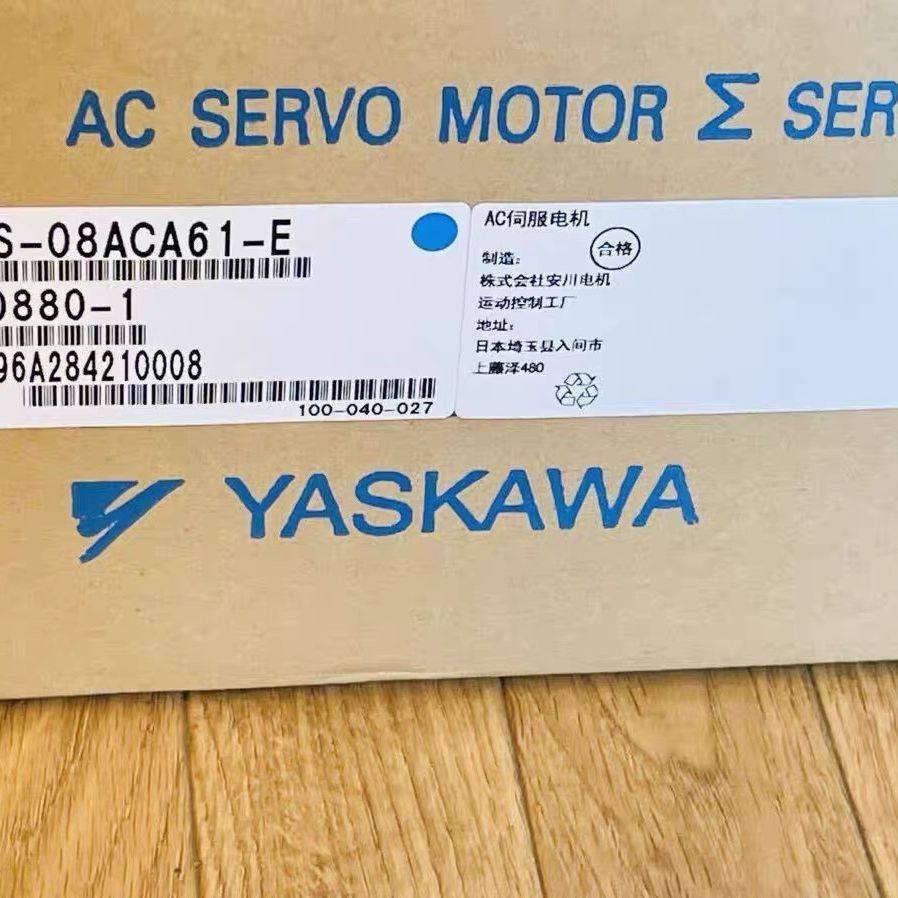 AC SERVO MOTOR Σ SER
S-08ACA61-E
0880-1
96A284210008
100-040-027
AC伺服电机
合格
制造:
株式会社安川电机
运动控制工厂
地址:
日本埼玉县入间市
上藤泽480
YASKAWA